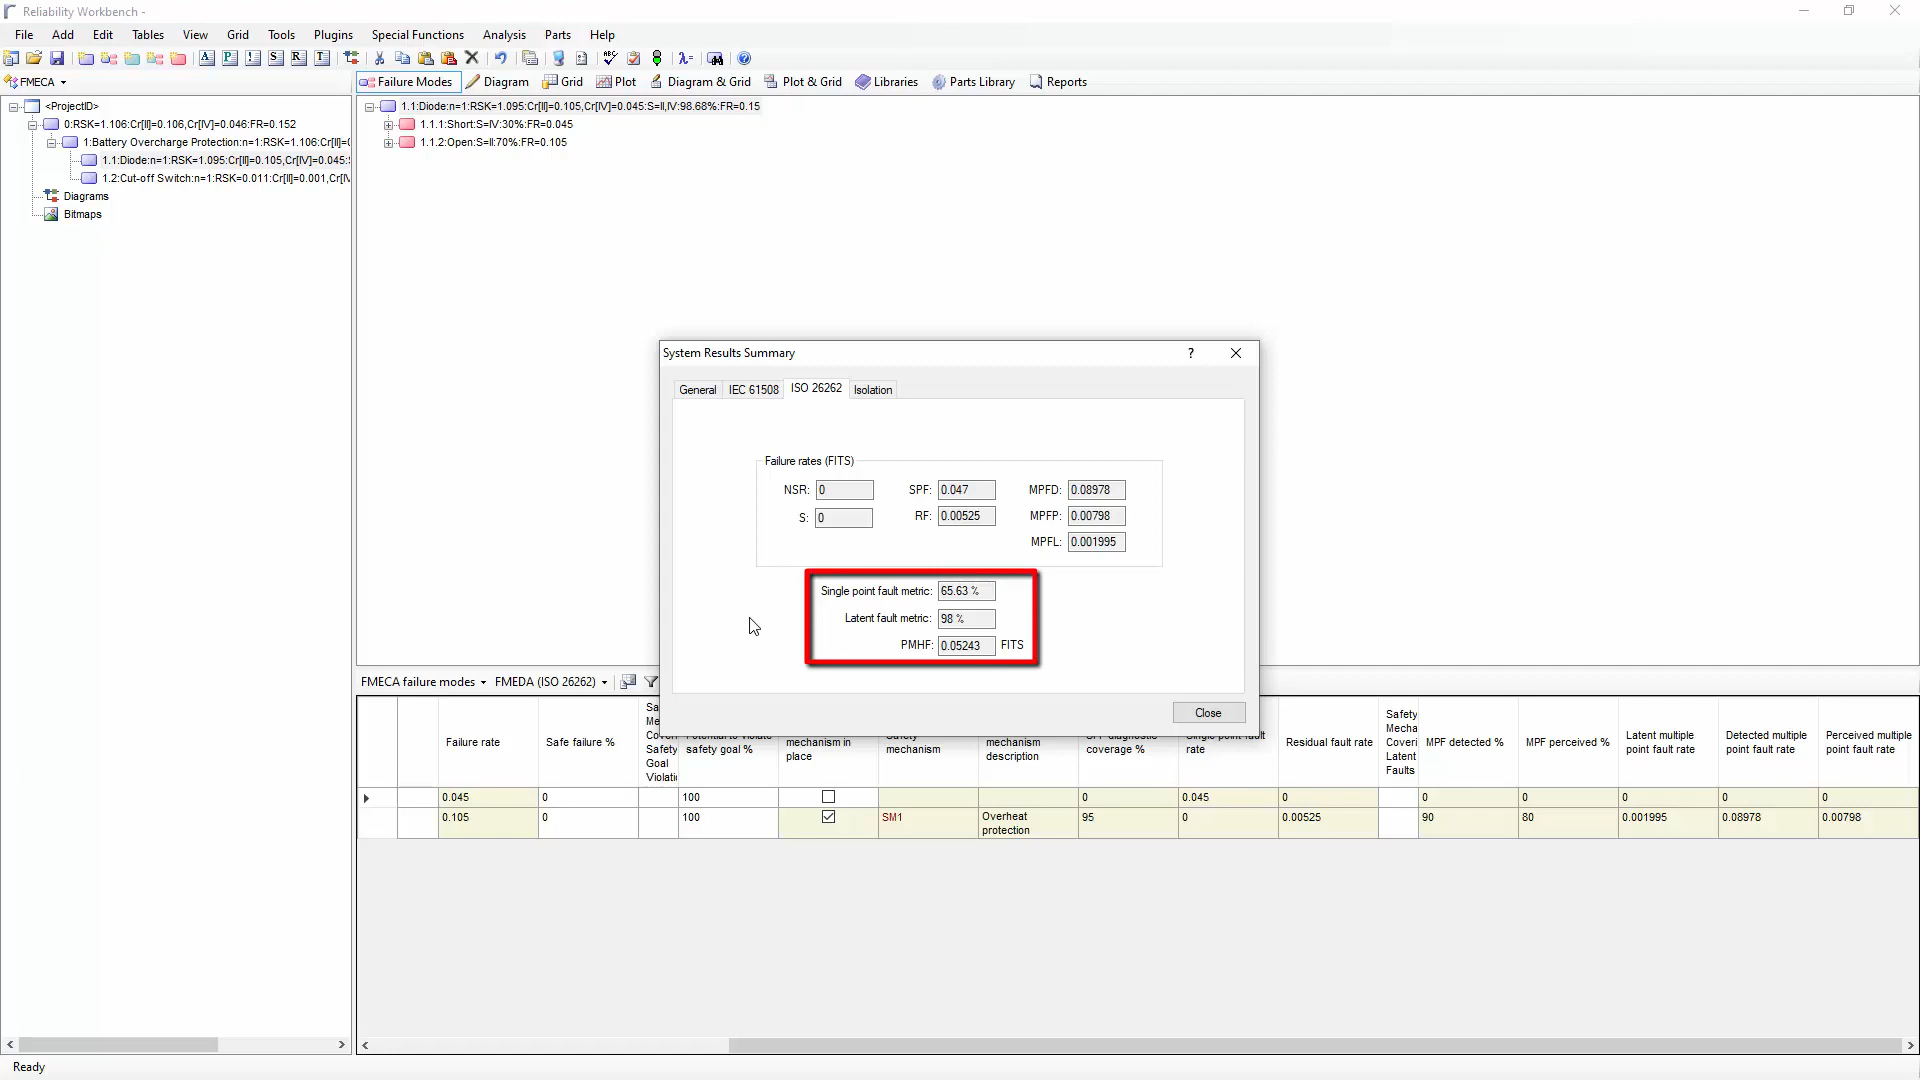 Reliability Workbench -
File Add Edit Tables View Grid Tools Plugins Special Functions Analysis Parts Help
FMECA
Failure Modes Diagram Grid Plot Diagram & Grid Plot & Grid Libraries Parts Library Reports
<ProjectID>
0:RSK=1.106:Cr[II]=0.106,Cr[IV]=0.046:FR=0.152
1:Battery Overcharge Protection:n=1:RSK=1.106:Cr[II]=(
1.1:Diode:n=1:RSK=1.095:Cr[II]=0.105,Cr[IV]=0.045:
1.2:Cut-off Switch:n=1:RSK=0.011:Cr[II]=0.001,Cr[IV
Diagrams
Bitmaps
1.1:Diode:n=1:RSK=1.095:Cr[II]=0.105,Cr[IV]=0.045:S=II,IV:98.68%:FR=0.15
1.1.1:Short:S=IV:30%:FR=0.045
1.1.2:Open:S=II:70%:FR=0.105
System Results Summary
General IEC 61508 ISO 26262 Isolation
Failure rates (FITS)
NSR: 0 SPF: 0.047 MPFD: 0.08978
S: 0 RF: 0.00525 MPFP: 0.00798
MPFL: 0.001995
Single point fault metric: 65.63 %
Latent fault metric: 98 %
PMHF: 0.05243 FITS
Close
FMECA failure modes FMEDA (ISO 26262)
Failure rate
Safe failure %
Sa
Me
Cove
Safety
Goal
Violati
safety goal %
mechanism in
place
mechanism
mechanism
description
coverage %
rate
Residual fault rate
Safety
Mecha
Coveri
Latent
Faults
MPF detected %
MPF perceived %
Latent multiple
point fault rate
Detected multiple
point fault rate
Perceived multiple
point fault rate
0.045 0 100 0 0.045 0 0 0 0 0 0
0.105 0 100 SM1 Overheat protection 95 0 0.00525 90 80 0.001995 0.08978 0.00798
Ready